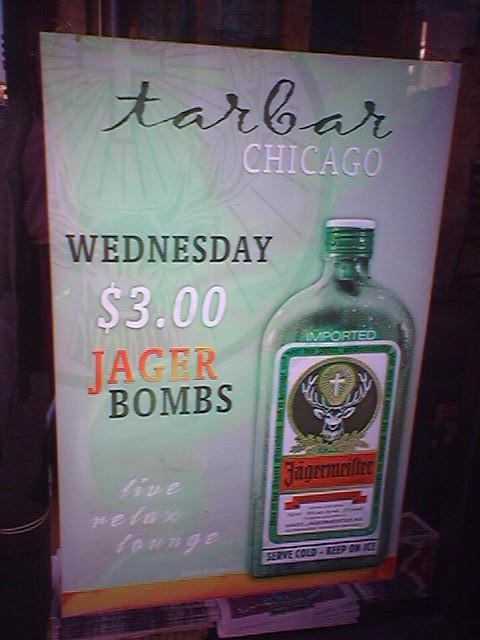 tarbar
CHICAGO
WEDNESDAY
$3.00
JAGER
BOMBS
live
relax
lounge
IMPORTED
Jägermeister
SERVE COLD - KEEP ON ICE